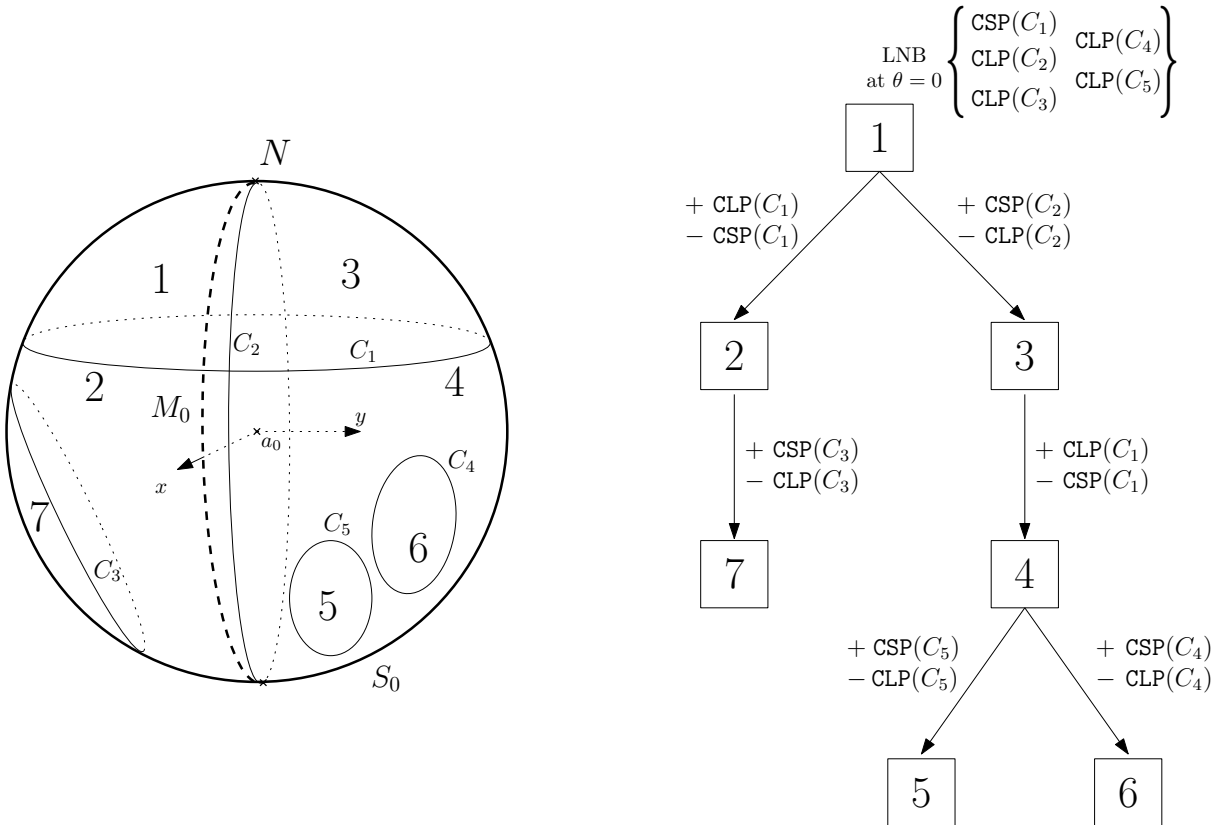 N
1
3
C₂
C₁
2
4
M₀
a₀
y
x
C₄
7
C₅
6
C₃
5
S₀
LNB
at θ = 0
CSP(C₁)
CLP(C₂)
CLP(C₃)
CLP(C₄)
CLP(C₅)
1
+ CLP(C₁)
− CSP(C₁)
+ CSP(C₂)
− CLP(C₂)
2
3
+ CSP(C₃)
− CLP(C₃)
+ CLP(C₁)
− CSP(C₁)
7
4
+ CSP(C₅)
− CLP(C₅)
+ CSP(C₄)
− CLP(C₄)
5
6